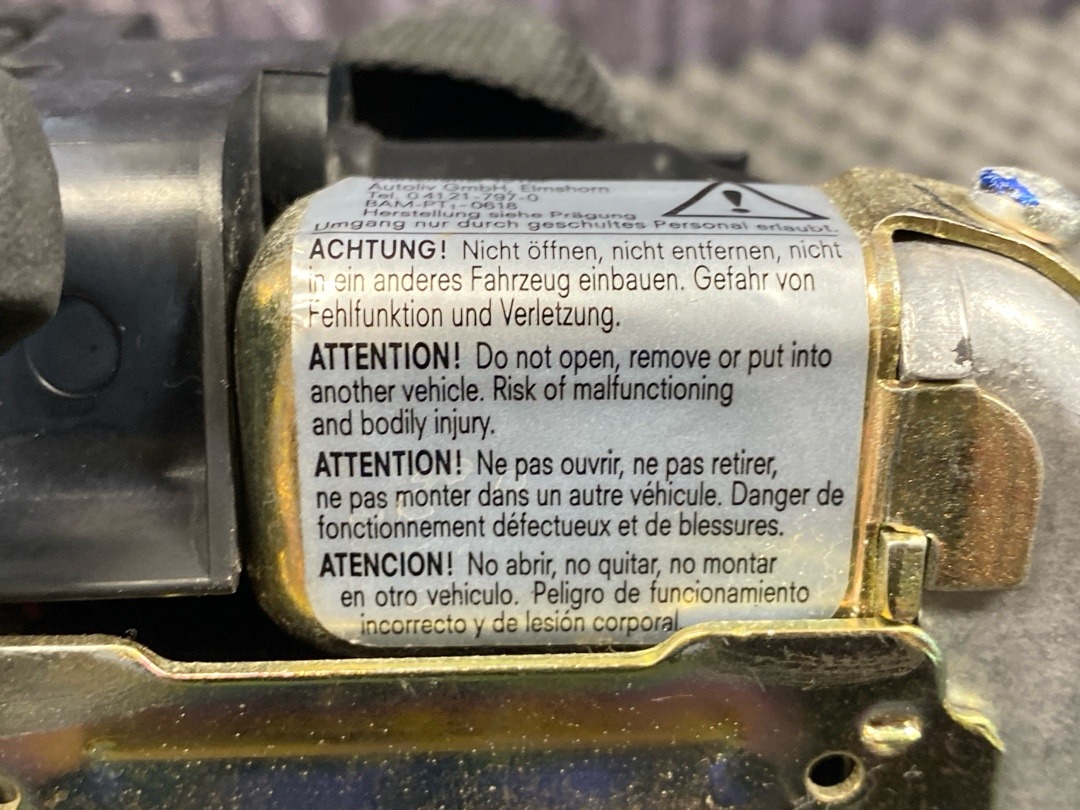 Autoliv GmbH, Elmshorn
Tel. 0 41 21 -797-0
BAM-PT₁-0618
Herstellung siehe Prägung
Umgang nur durch geschultes Personal erlaubt.
ACHTUNG! Nicht öffnen, nicht entfernen, nicht
in ein anderes Fahrzeug einbauen. Gefahr von
Fehlfunktion und Verletzung.
ATTENTION! Do not open, remove or put into
another vehicle. Risk of malfunctioning
and bodily injury.
ATTENTION! Ne pas ouvrir, ne pas retirer,
ne pas monter dans un autre véhicule. Danger de
fonctionnement défectueux et de blessures.
ATENCION! No abrir, no quitar, no montar
en otro vehiculo. Peligro de funcionamiento
incorrecto y de lesión corporal.